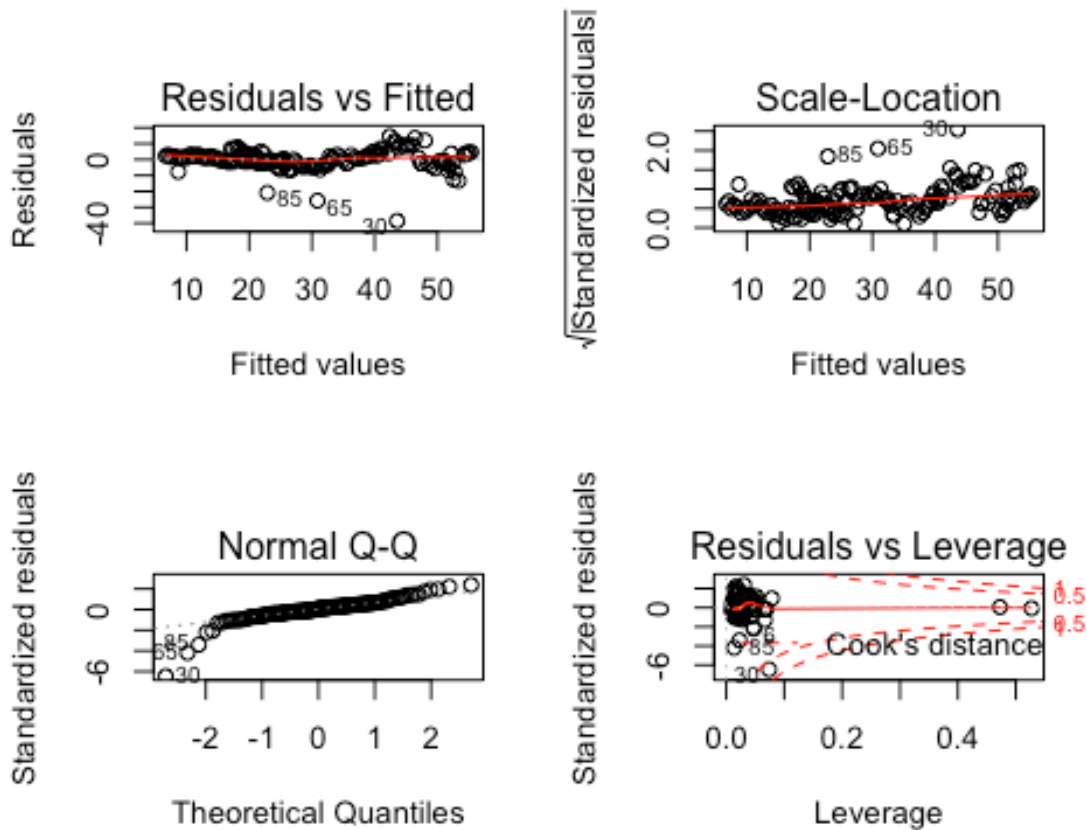 Residuals vs Fitted
Residuals
0
-40
85
65
30
10 20 30 40 50
Fitted values
Scale-Location
√|Standardized residuals|
2.0
0.0
30
85
65
10 20 30 40 50
Fitted values
Normal Q-Q
Standardized residuals
0
-6
85
65
30
-2 -1 0 1 2
Theoretical Quantiles
Residuals vs Leverage
Standardized residuals
0
-6
1
0.5
0.5
6
85
30
Cook's distance
0.0 0.2 0.4
Leverage